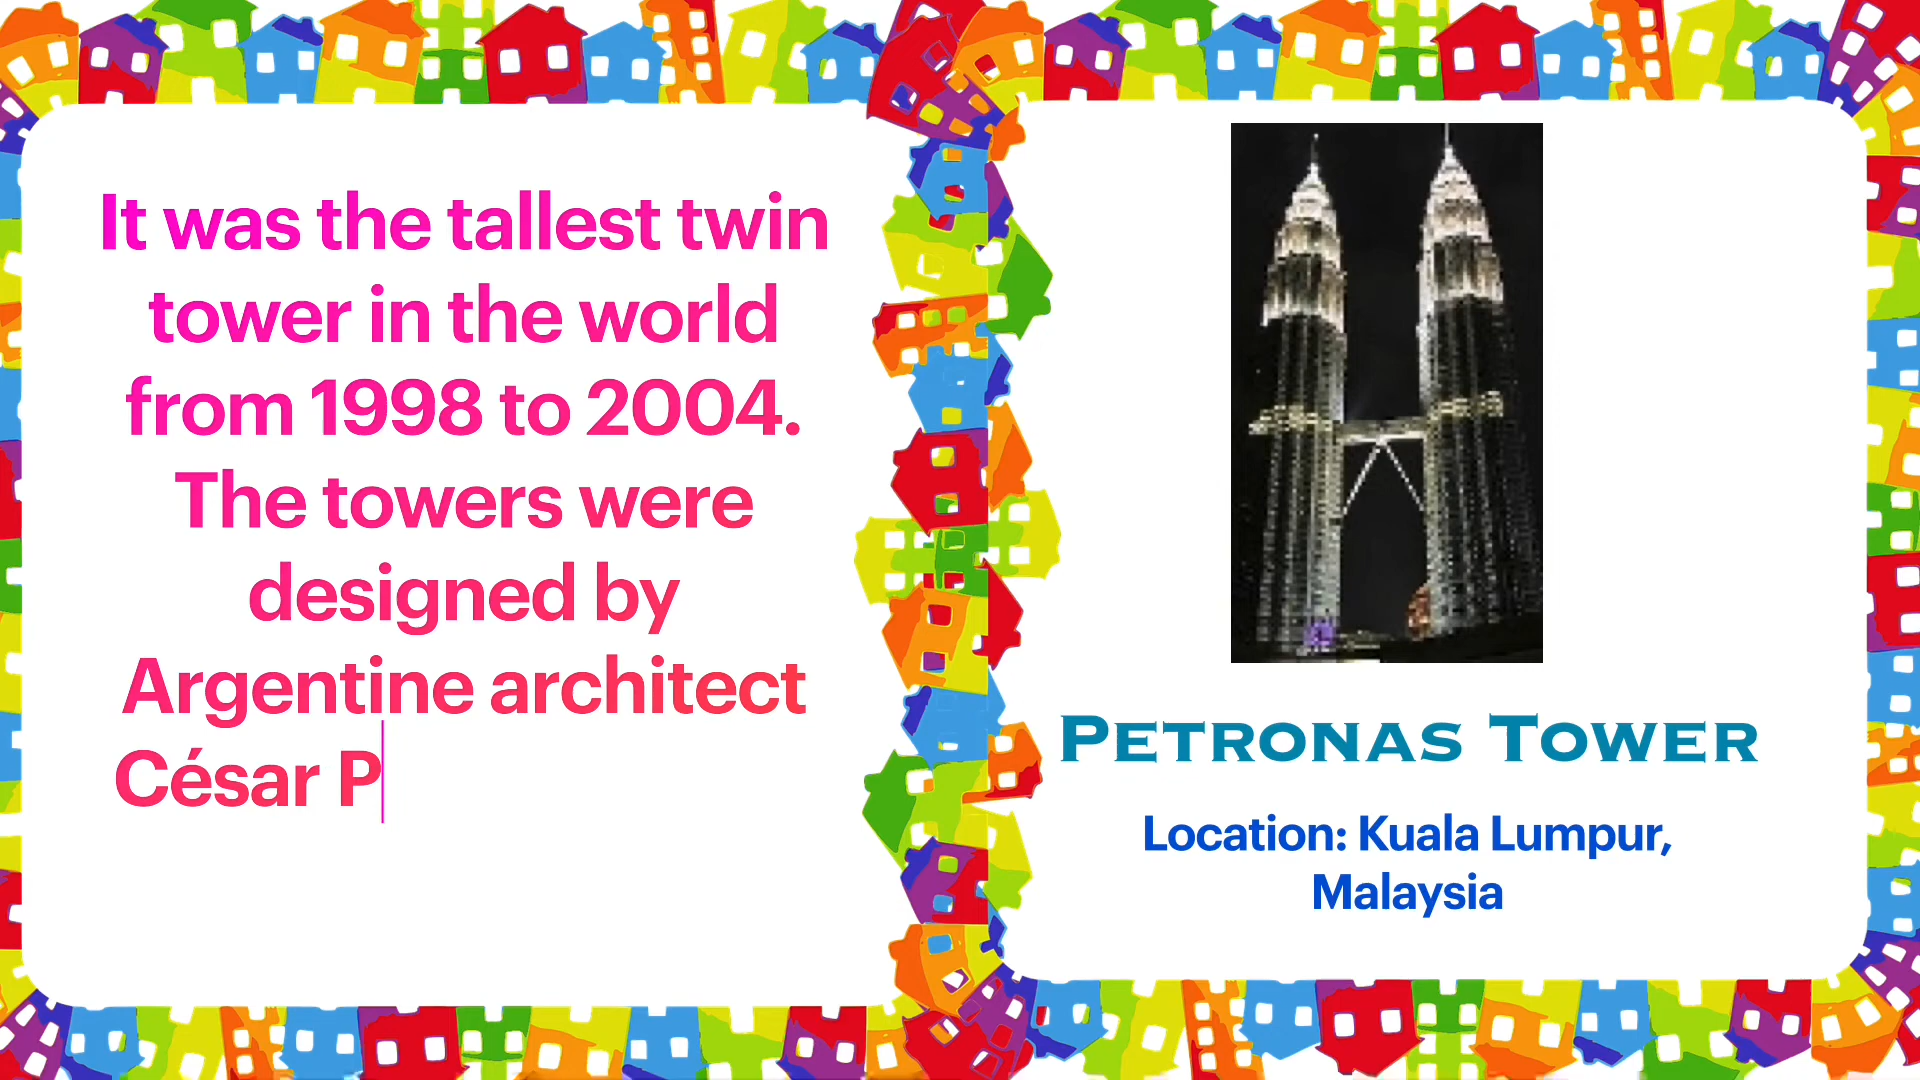 It was the tallest twin
tower in the world
from 1998 to 2004.
The towers were
designed by
Argentine architect
César P
PETRONAS TOWER
Location: Kuala Lumpur,
Malaysia